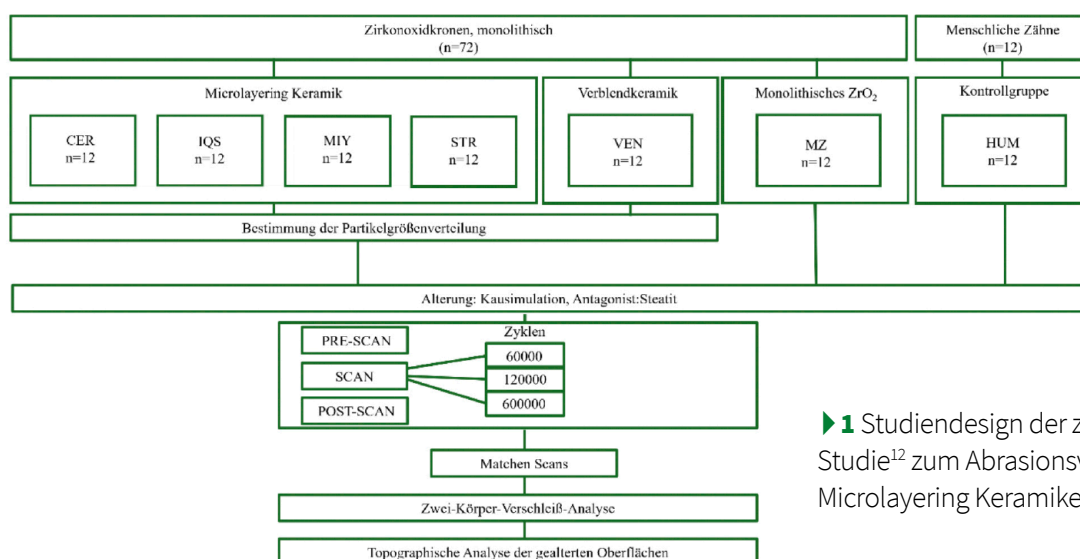 Zirkonoxidkronen, monolithisch
(n=72)
Menschliche Zähne
(n=12)
Microlayering Keramik
Verblendkeramik
Monolithisches ZrO₂
Kontrollgruppe
CER
n=12
IQS
n=12
MIY
n=12
STR
n=12
VEN
n=12
MZ
n=12
HUM
n=12
Bestimmung der Partikelgrößenverteilung
Alterung: Kausimulation, Antagonist:Steatit
Zyklen
PRE-SCAN
SCAN
POST-SCAN
60000
120000
600000
Matchen Scans
Zwei-Körper-Verschleiß-Analyse
Topographische Analyse der gealterten Oberflächen
▶1 Studiendesign der
Studie¹² zum
Microlayering